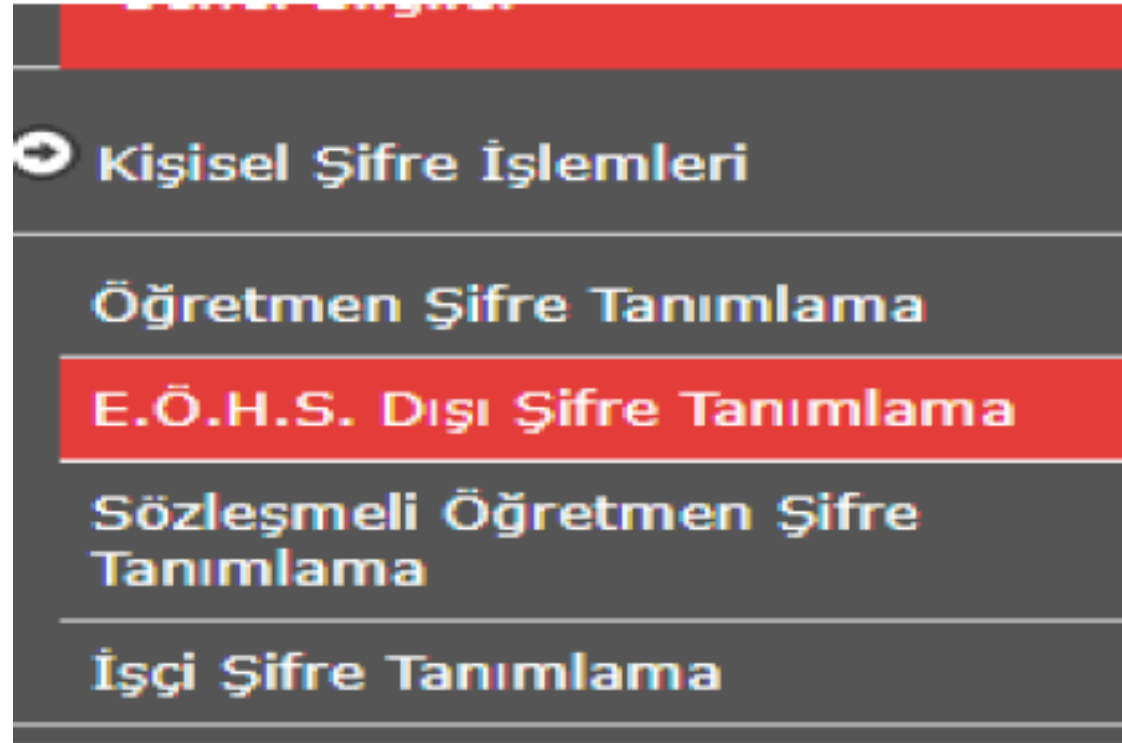 Kişisel Şifre İşlemleri
Öğretmen Şifre Tanımlama
E.Ö.H.S. Dışı Şifre Tanımlama
Sözleşmeli Öğretmen Şifre
Tanımlama
İşçi Şifre Tanımlama